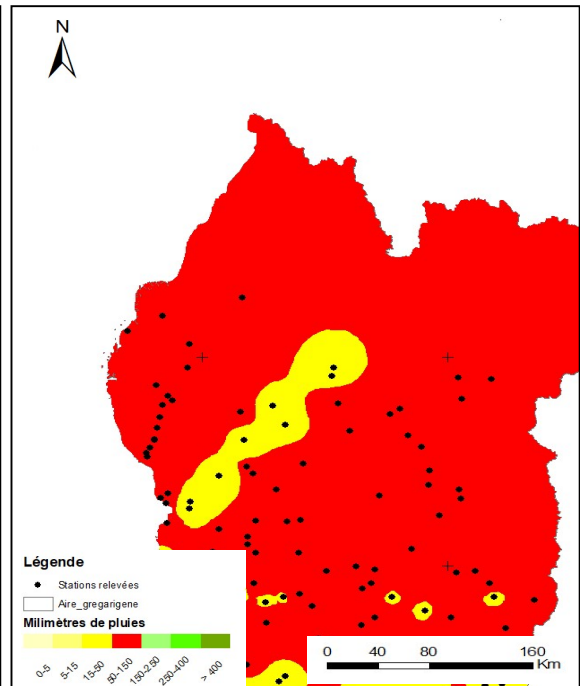 N
Légende
Stations relevées
Aire_gregarigene
Milimètres de pluies
0-5
5-15
15-50
50-150
150-250
250-400
> 400
0 40 80 160
Km